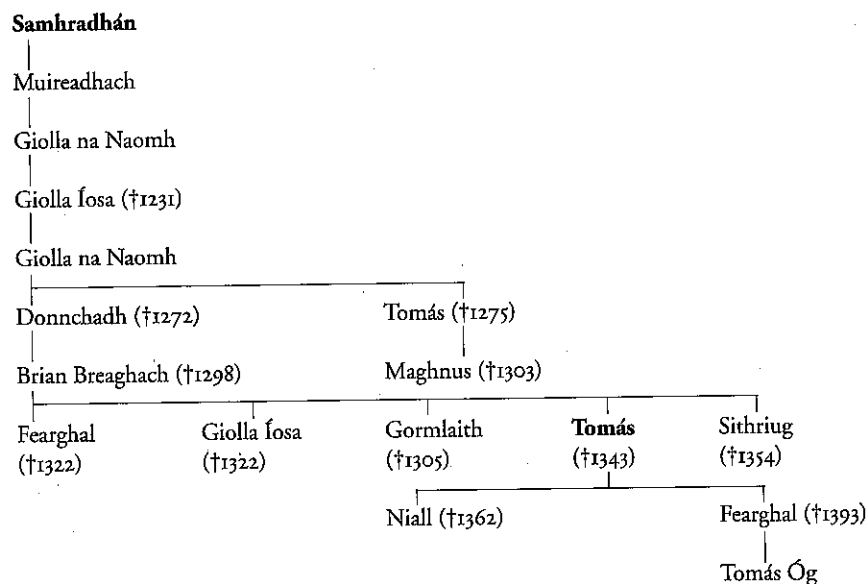 Samhradhán
Muireadhach
Giolla na Naomh
Giolla Íosa (†1231)
Giolla na Naomh
Donnchadh (†1272) Tomás (†1275)
Brian Breaghach (†1298) Maghnus (†1303)
Fearghal Giolla Íosa Gormlaith Tomás Sithriug
(†1322) (†1322) (†1305) (†1343) (†1354)
Niall (†1362) Fearghal (†1393)
Tomás Óg